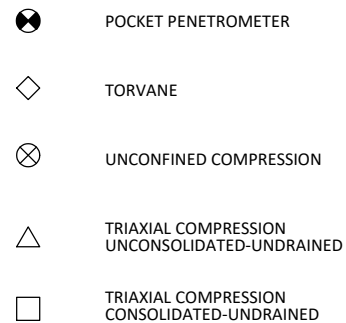 POCKET PENETROMETER
TORVANE
UNCONFINED COMPRESSION
TRIAXIAL COMPRESSION
UNCONSOLIDATED-UNDRAINED
TRIAXIAL COMPRESSION
CONSOLIDATED-UNDRAINED